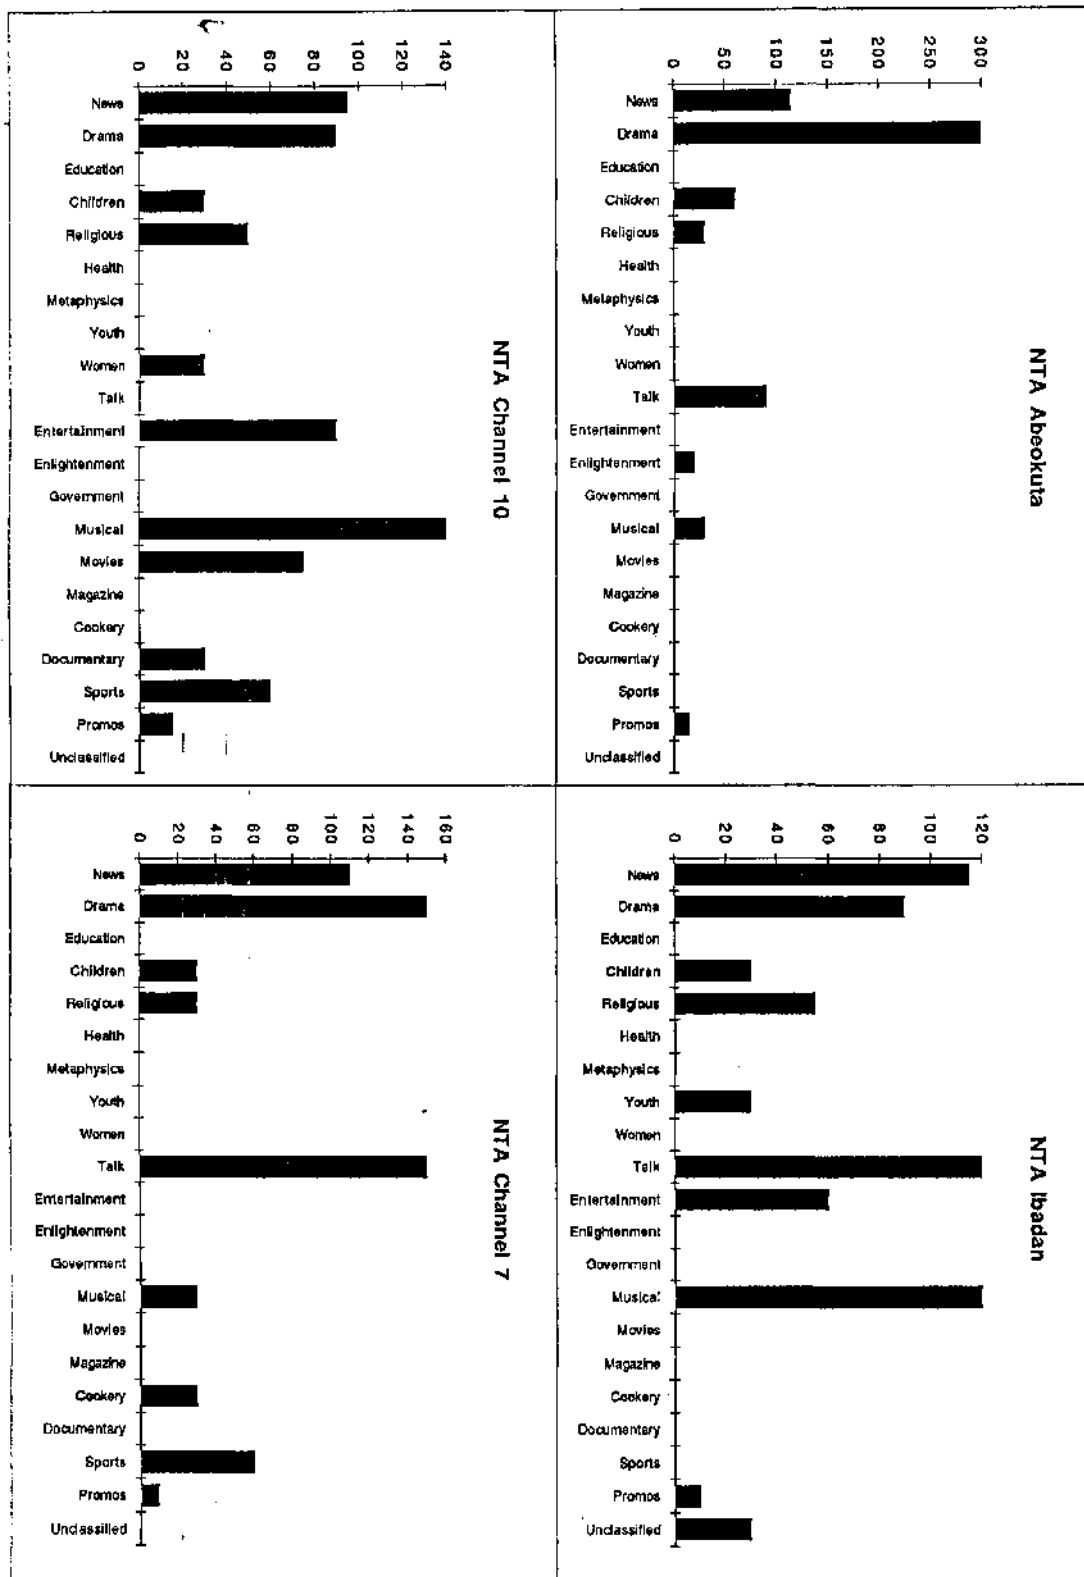 NTA Abeokuta
300
250
200
150
100
50
0
News
Drama
Education
Children
Religious
Health
Metaphysics
Youth
Women
Talk
Entertainment
Enlightenment
Government
Musical
Movies
Magazine
Cookery
Documentary
Sports
Promos
Unclassified
NTA Ibadan
120
100
80
60
40
20
0
News
Drama
Education
Children
Religious
Health
Metaphysics
Youth
Women
Talk
Entertainment
Enlightenment
Government
Musical
Movies
Magazine
Cookery
Documentary
Sports
Promos
Unclassified
NTA Channel 10
140
120
100
80
60
40
20
0
News
Drama
Education
Children
Religious
Health
Metaphysics
Youth
Women
Talk
Entertainment
Enlightenment
Government
Musical
Movies
Magazine
Cookery
Documentary
Sports
Promos
Unclassified
NTA Channel 7
160
140
120
100
80
60
40
20
0
News
Drama
Education
Children
Religious
Health
Metaphysics
Youth
Women
Talk
Entertainment
Enlightenment
Government
Musical
Movies
Magazine
Cookery
Documentary
Sports
Promos
Unclassified